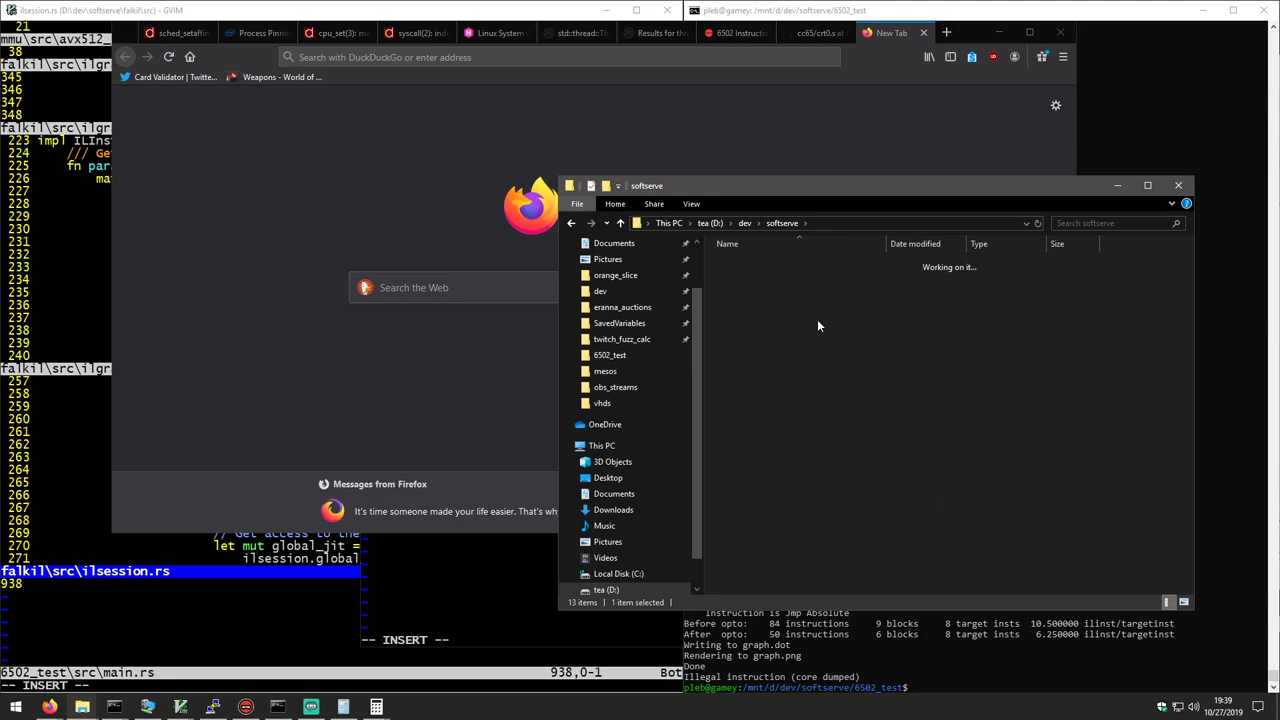 ilsession.rs (D:\dev\softserve\falkil\src) - GVIM
pleb@gamey: /mnt/d/dev/softserve/6502_test
21
mmu\src\avx512_
38
falkil\src\ilgr
345
346
347
348
falkil\src\ilgr
223 impl ILIns
224 /// Ge
225 fn par
226 ma
227
228
229
230
231
232
233
234
235
236
237
238
239
240
falkil\src\ilgr
257
258
259
260
261
262
263
264
265
266
267
268
269 // Get access to the
270 let mut global_jit =
271 ilsession.global
falkil\src\ilsession.rs
938
-- INSERT --
6502_test\src\main.rs 938,0-1 Bot
-- INSERT --
sched_setaffin
Process Pinnin
cpu_set(3): ma
syscall(2): indi
Linux System C
std::thread::Th
Results for the
6502 Instructi
cc65/crt0.s at
New Tab
Search with DuckDuckGo or enter address
Card Validator | Twitte...
Weapons - World of ...
Search the Web
Messages from Firefox
It's time someone made your life easier. That's why
softserve
File Home Share View
This PC tea (D:) dev softserve
Search softserve
Documents
Pictures
orange_slice
dev
eranna_auctions
SavedVariables
twitch_fuzz_calc
6502_test
mesos
obs_streams
vhds
OneDrive
This PC
3D Objects
Desktop
Documents
Downloads
Music
Pictures
Videos
Local Disk (C:)
tea (D:)
Name Date modified Type Size
Working on it...
13 items 1 item selected
Instruction is Jmp Absolute
Before opto: 84 instructions 9 blocks 8 target insts 10.500000 ilinst/targetinst
After opto: 50 instructions 6 blocks 8 target insts 6.250000 ilinst/targetinst
Writing to graph.dot
Rendering to graph.png
Done
Illegal instruction (core dumped)
pleb@gamey:/mnt/d/dev/softserve/6502_test$
19:39
10/27/2019